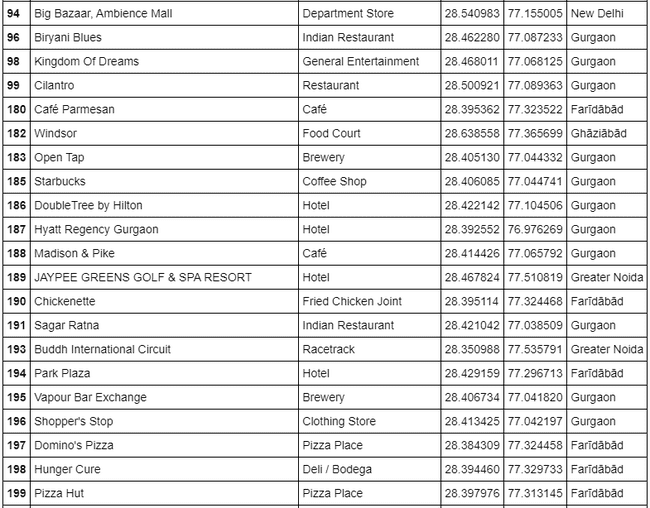 94 Big Bazaar, Ambience Mall Department Store 28.540983 77.155005 New Delhi
96 Biryani Blues Indian Restaurant 28.462280 77.087233 Gurgaon
98 Kingdom Of Dreams General Entertainment 28.468011 77.068125 Gurgaon
99 Cilantro Restaurant 28.500921 77.089363 Gurgaon
180 Café Parmesan Café 28.395362 77.323522 Farīdābād
182 Windsor Food Court 28.638558 77.365699 Ghāziābād
183 Open Tap Brewery 28.405130 77.044332 Gurgaon
185 Starbucks Coffee Shop 28.406085 77.044741 Gurgaon
186 DoubleTree by Hilton Hotel 28.422142 77.104506 Gurgaon
187 Hyatt Regency Gurgaon Hotel 28.392552 76.976269 Gurgaon
188 Madison & Pike Café 28.414426 77.065792 Gurgaon
189 JAYPEE GREENS GOLF & SPA RESORT Hotel 28.467824 77.510819 Greater Noida
190 Chickenette Fried Chicken Joint 28.395114 77.324468 Farīdābād
191 Sagar Ratna Indian Restaurant 28.421042 77.038509 Gurgaon
193 Buddh International Circuit Racetrack 28.350988 77.535791 Greater Noida
194 Park Plaza Hotel 28.429159 77.296713 Farīdābād
195 Vapour Bar Exchange Brewery 28.406734 77.041820 Gurgaon
196 Shopper's Stop Clothing Store 28.413425 77.042197 Gurgaon
197 Domino's Pizza Pizza Place 28.384309 77.324458 Farīdābād
198 Hunger Cure Deli / Bodega 28.394460 77.329733 Farīdābād
199 Pizza Hut Pizza Place 28.397976 77.313145 Farīdābād